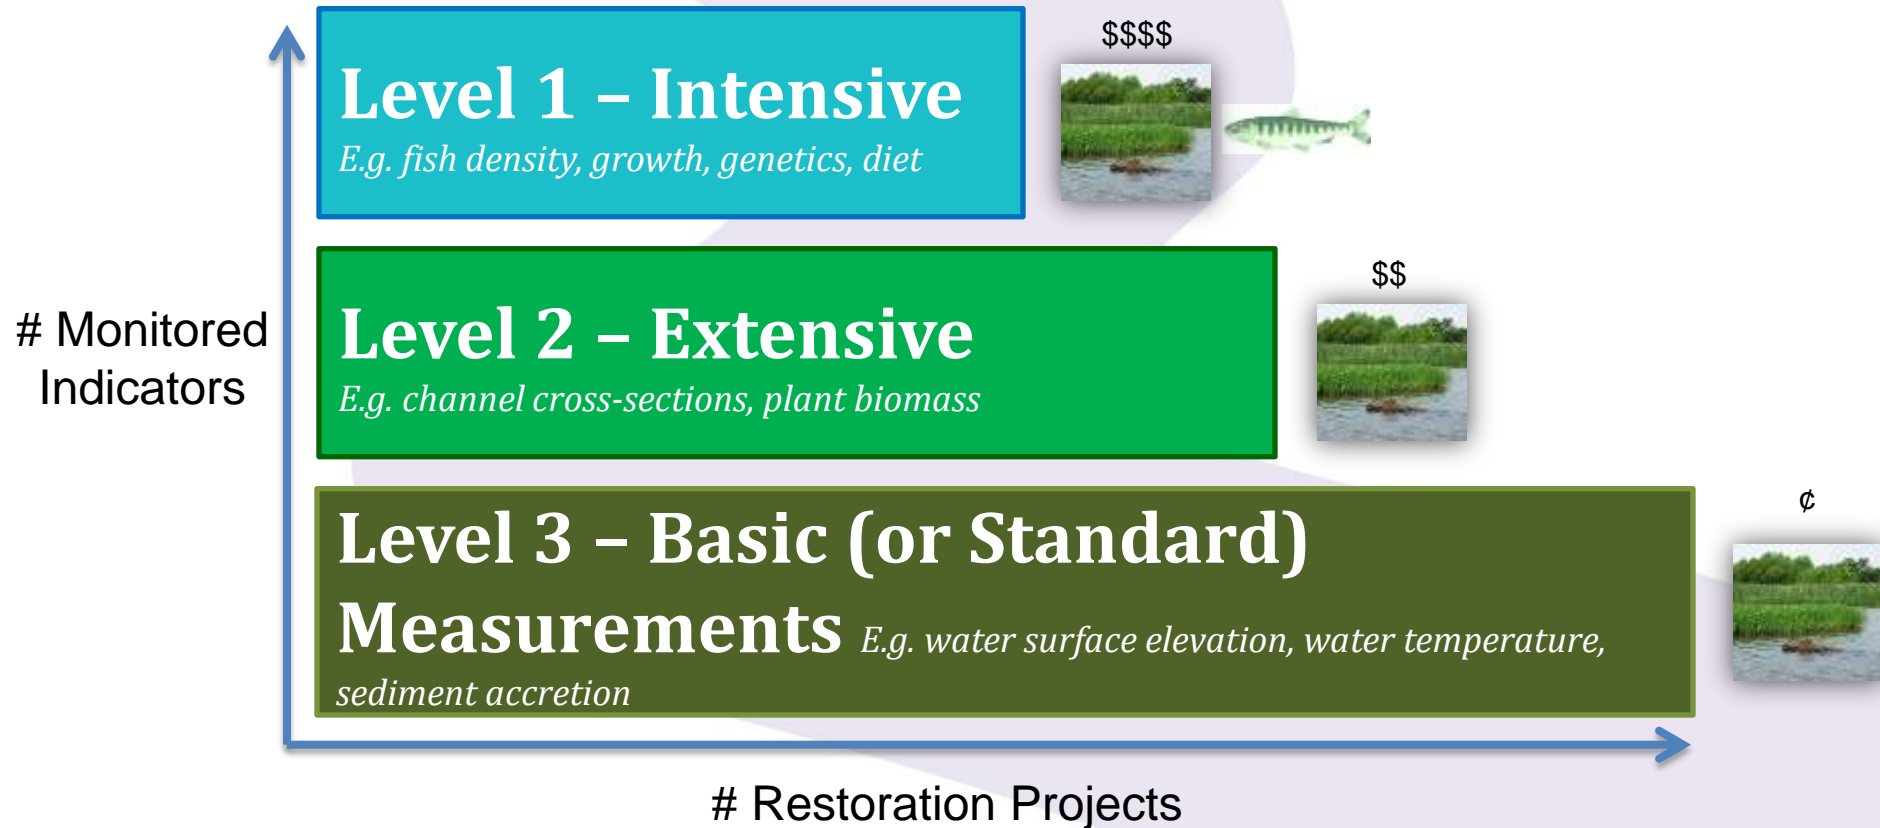 $$$$
Level 1 – Intensive
E.g. fish density, growth, genetics, diet
$$
# Monitored
Indicators
Level 2 – Extensive
E.g. channel cross-sections, plant biomass
¢
Level 3 – Basic (or Standard)
Measurements E.g. water surface elevation, water temperature,
sediment accretion
# Restoration Projects